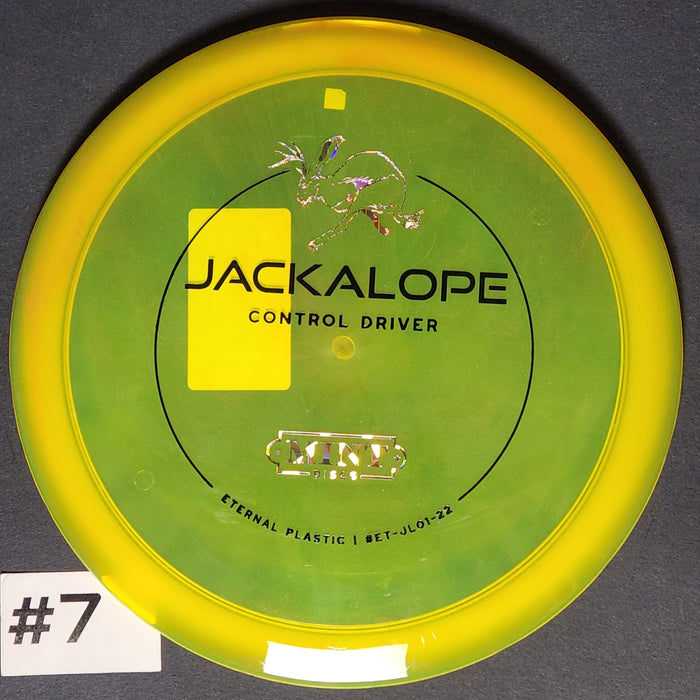 JACKALOPE
CONTROL DRIVER
MINT
DISCS
ETERNAL PLASTIC | #ET-JL01-22
#7